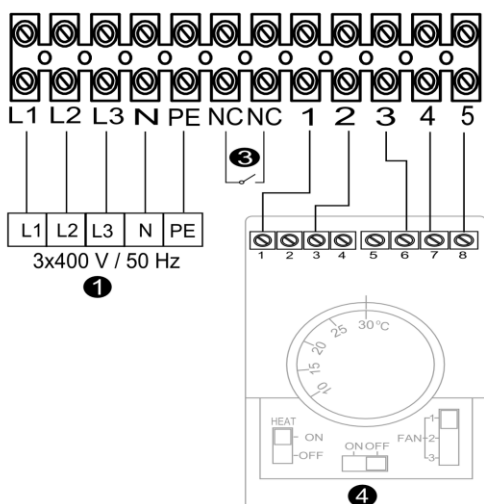 L1 L2 L3 N PE NC NC 1 2 3 4 5
3
L1 L2 L3 N PE
3x400 V / 50 Hz
1
1 2 3 4 5 6 7 8
10 15 20 25 30°C
HEAT
ON
OFF
ON OFF
FAN
1
2
3
4